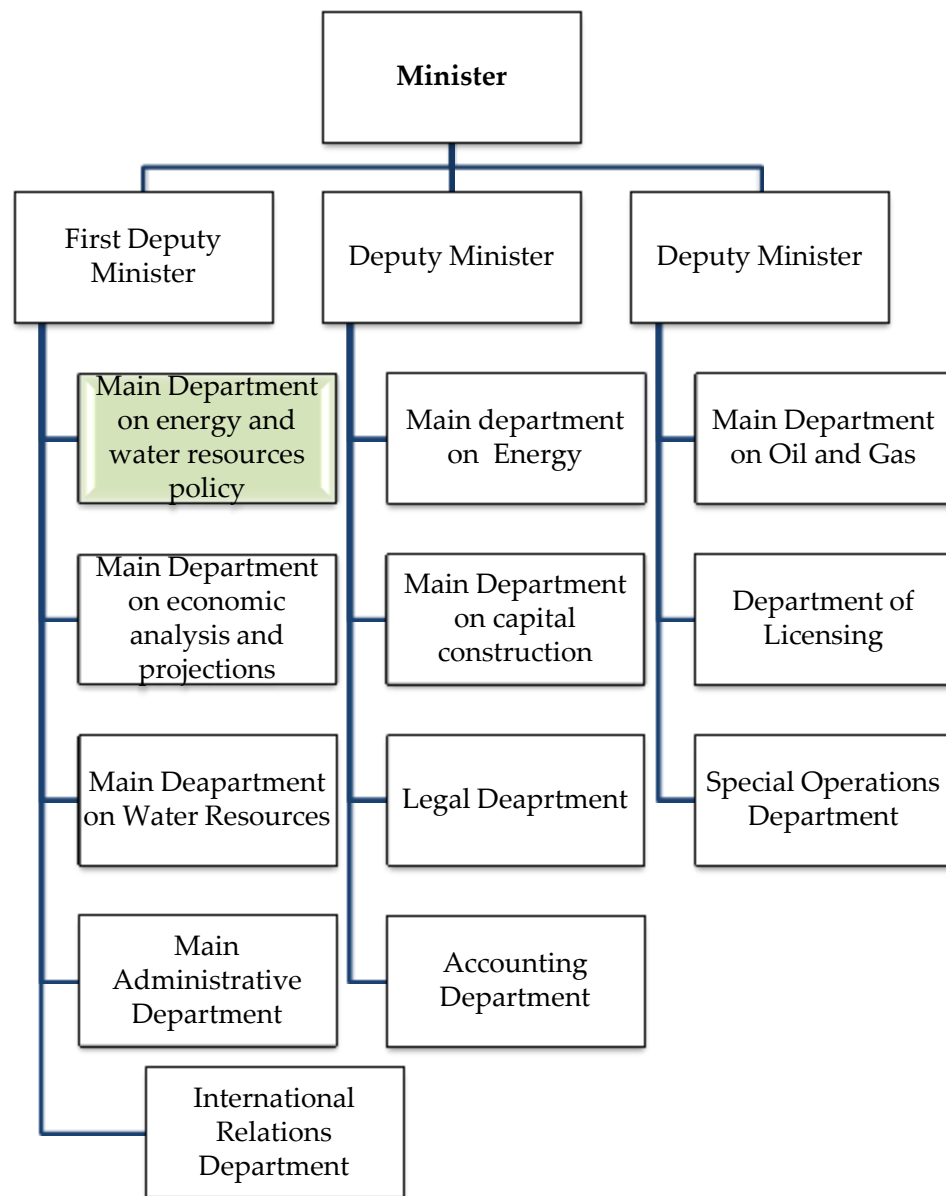 Minister
First Deputy
Minister
Deputy Minister
Deputy Minister
Main Department
on energy and
water resources
policy
Main Department
on economic
analysis and
projections
Main Deapartment
on Water Resources
Main
Administrative
Department
International
Relations
Department
Main department
on Energy
Main Department
on capital
construction
Legal Deaprtment
Accounting
Department
Main Department
on Oil and Gas
Department of
Licensing
Special Operations
Department